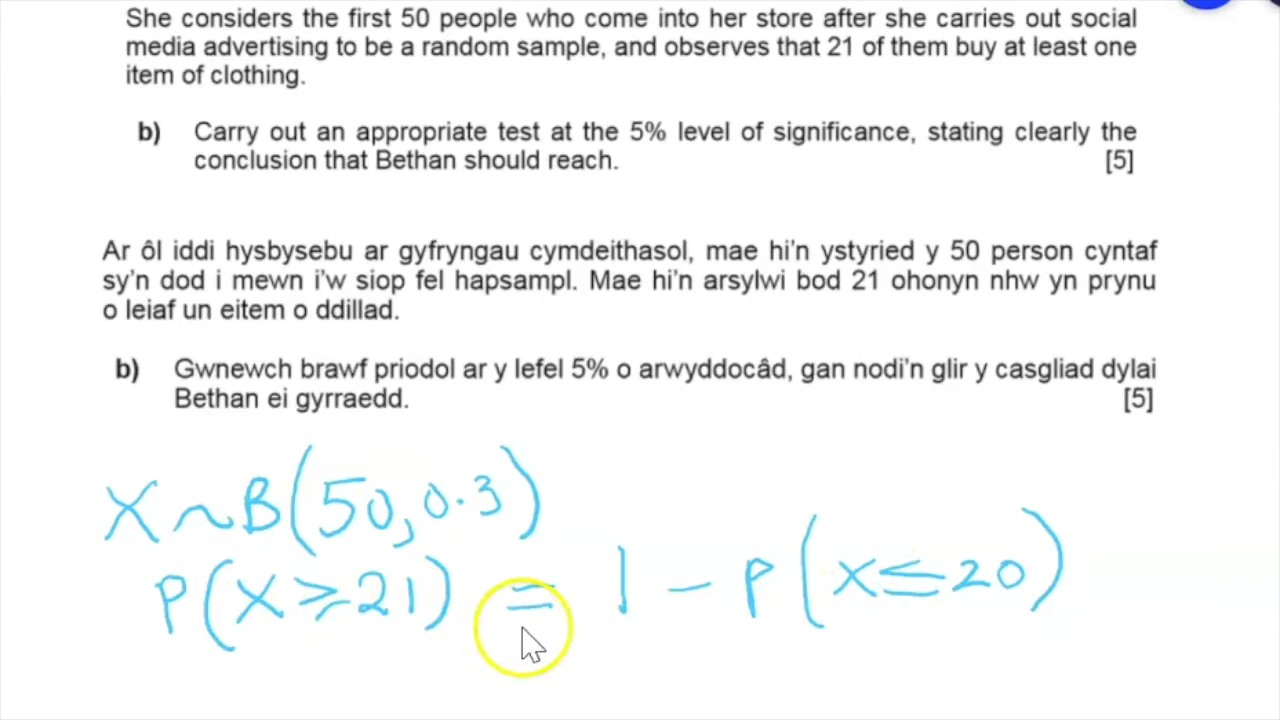 She considers the first 50 people who come into her store after she carries out social
media advertising to be a random sample, and observes that 21 of them buy at least one
item of clothing.
b) Carry out an appropriate test at the 5% level of significance, stating clearly the
conclusion that Bethan should reach. [5]
Ar ôl iddi hysbysebu ar gyfryngau cymdeithasol, mae hi'n ystyried y 50 person cyntaf
sy'n dod i mewn i'w siop fel hapsampl. Mae hi'n arsylwi bod 21 ohonyn nhw yn prynu
o leiaf un eitem o ddillad.
b) Gwnewch brawf priodol ar y lefel 5% o arwyddocâd, gan nodi'n glir y casgliad dylai
Bethan ei gyrraedd. [5]
X ~ B(50, 0.3)
P(X ≥ 21) = 1 - P(X ≤ 20)